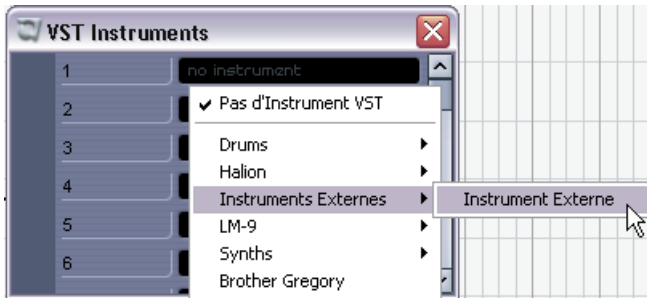 VST Instruments
1 no instrument
2
✓ Pas d'Instrument VST
3
Drums
Halion
4
Instruments Externes
Instrument Externe
5
LM-9
Synths
6
Brother Gregory